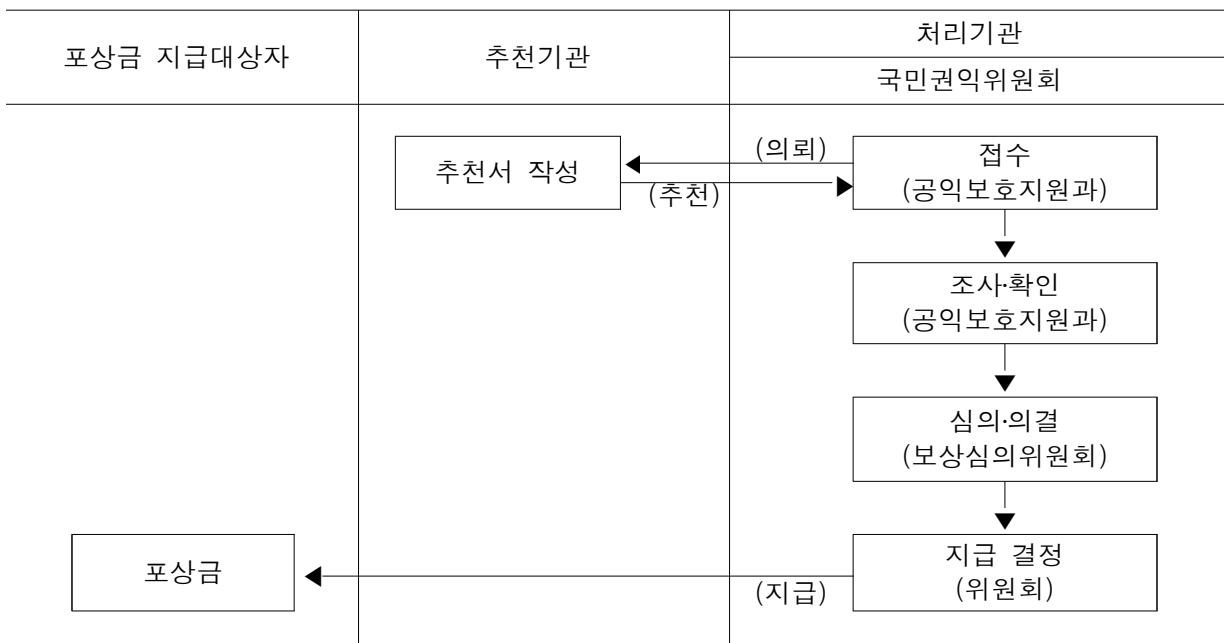 포상금 지급대상자
추천기관
처리기관
국민권익위원회
추천서 작성
(의뢰)
(추천)
접수
(공익보호지원과)
조사·확인
(공익보호지원과)
심의·의결
(보상심의위원회)
포상금
(지급)
지급 결정
(위원회)